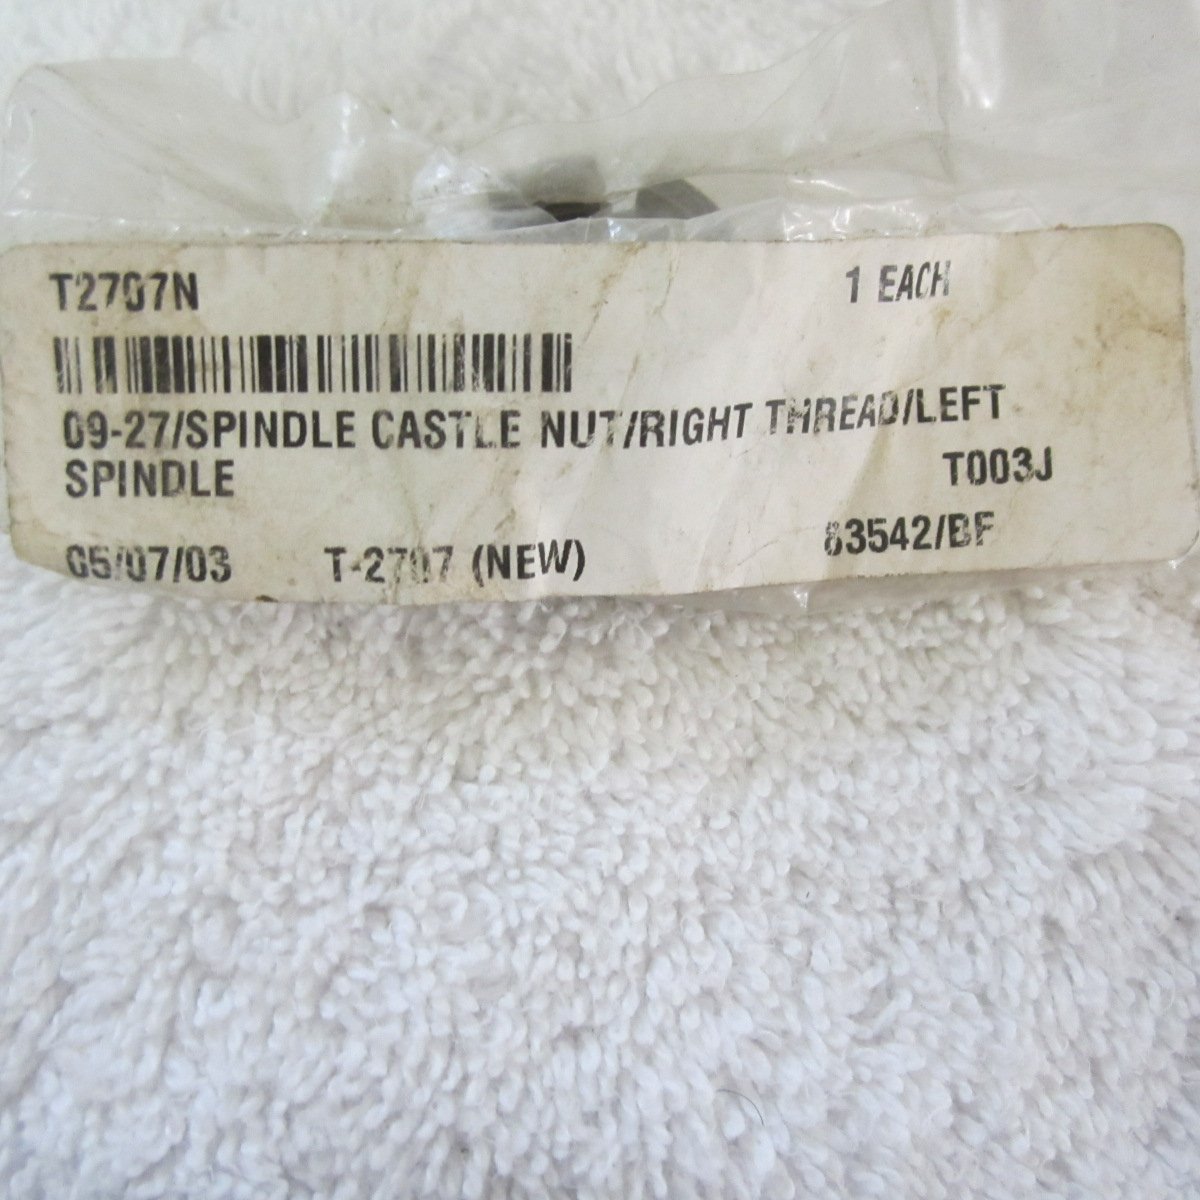 T2707N 1 EACH
09-27/SPINDLE CASTLE NUT/RIGHT THREAD/LEFT
SPINDLE T003J
05/07/03 T-2707 (NEW) 83542/BF